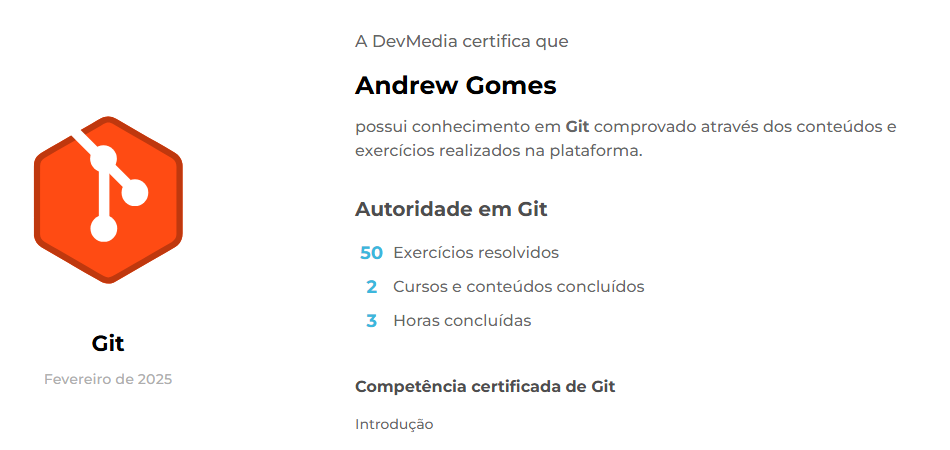 A DevMedia certifica que
Andrew Gomes
possui conhecimento em Git comprovado através dos conteúdos e
exercícios realizados na plataforma.
Autoridade em Git
50 Exercícios resolvidos
2 Cursos e conteúdos concluídos
3 Horas concluídas
Git
Fevereiro de 2025
Competência certificada de Git
Introdução